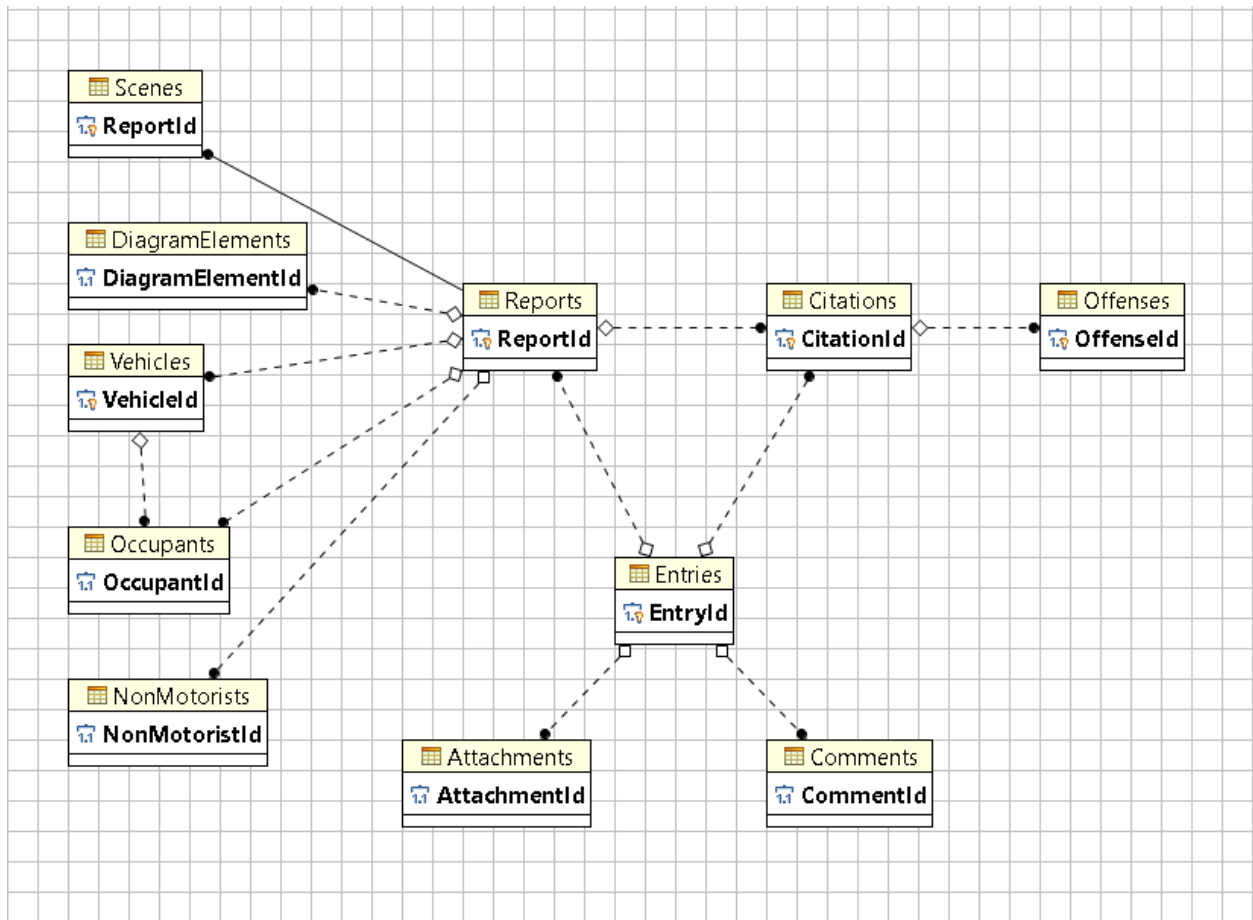 Scenes
ReportId
DiagramElements
DiagramElementId
Reports
ReportId
Citations
CitationId
Offenses
OffenseId
Vehicles
VehicleId
Occupants
OccupantId
Entries
EntryId
NonMotorists
NonMotoristId
Attachments
AttachmentId
Comments
CommentId